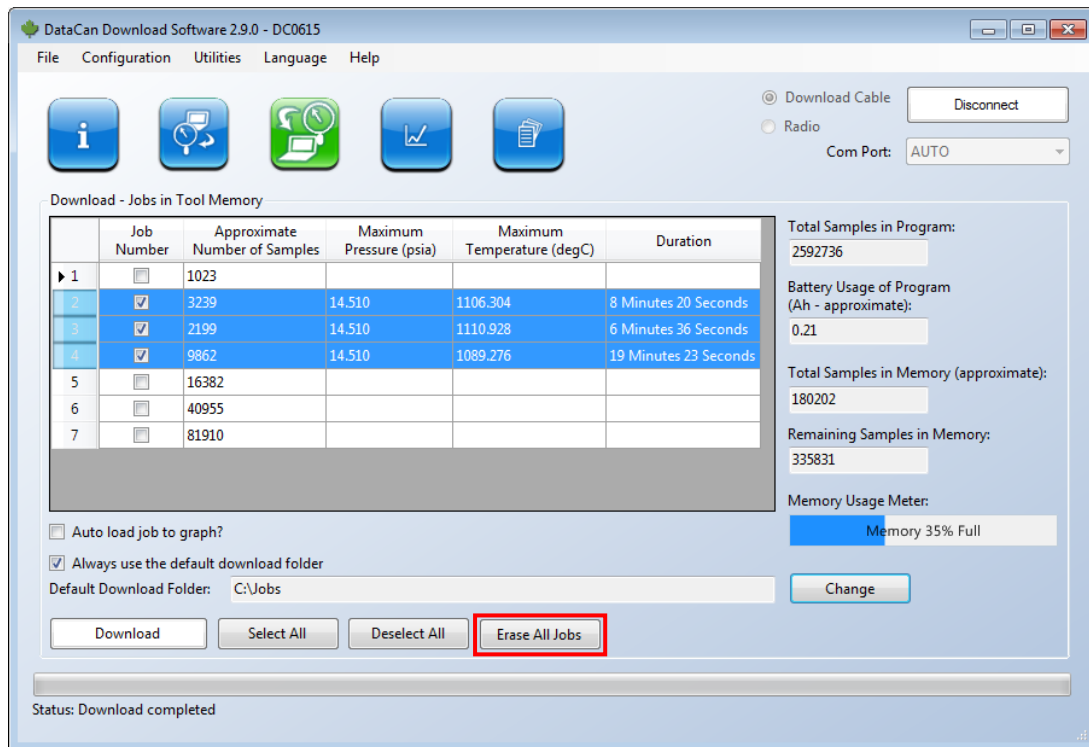 DataCan Download Software 2.9.0 - DC0615
File Configuration Utilities Language Help
Download Cable
Disconnect
Radio
Com Port: AUTO
Download - Jobs in Tool Memory
Job Number
Approximate Number of Samples
Maximum Pressure (psia)
Maximum Temperature (degC)
Duration
1 1023
2 3239 14.510 1106.304 8 Minutes 20 Seconds
3 2199 14.510 1110.928 6 Minutes 36 Seconds
4 9862 14.510 1089.276 19 Minutes 23 Seconds
5 16382
6 40955
7 81910
Total Samples in Program:
2592736
Battery Usage of Program
(Ah - approximate):
0.21
Total Samples in Memory (approximate):
180202
Remaining Samples in Memory:
335831
Memory Usage Meter:
Memory 35% Full
Auto load job to graph?
Always use the default download folder
Default Download Folder: C:\Jobs
Change
Download Select All Deselect All Erase All Jobs
Status: Download completed